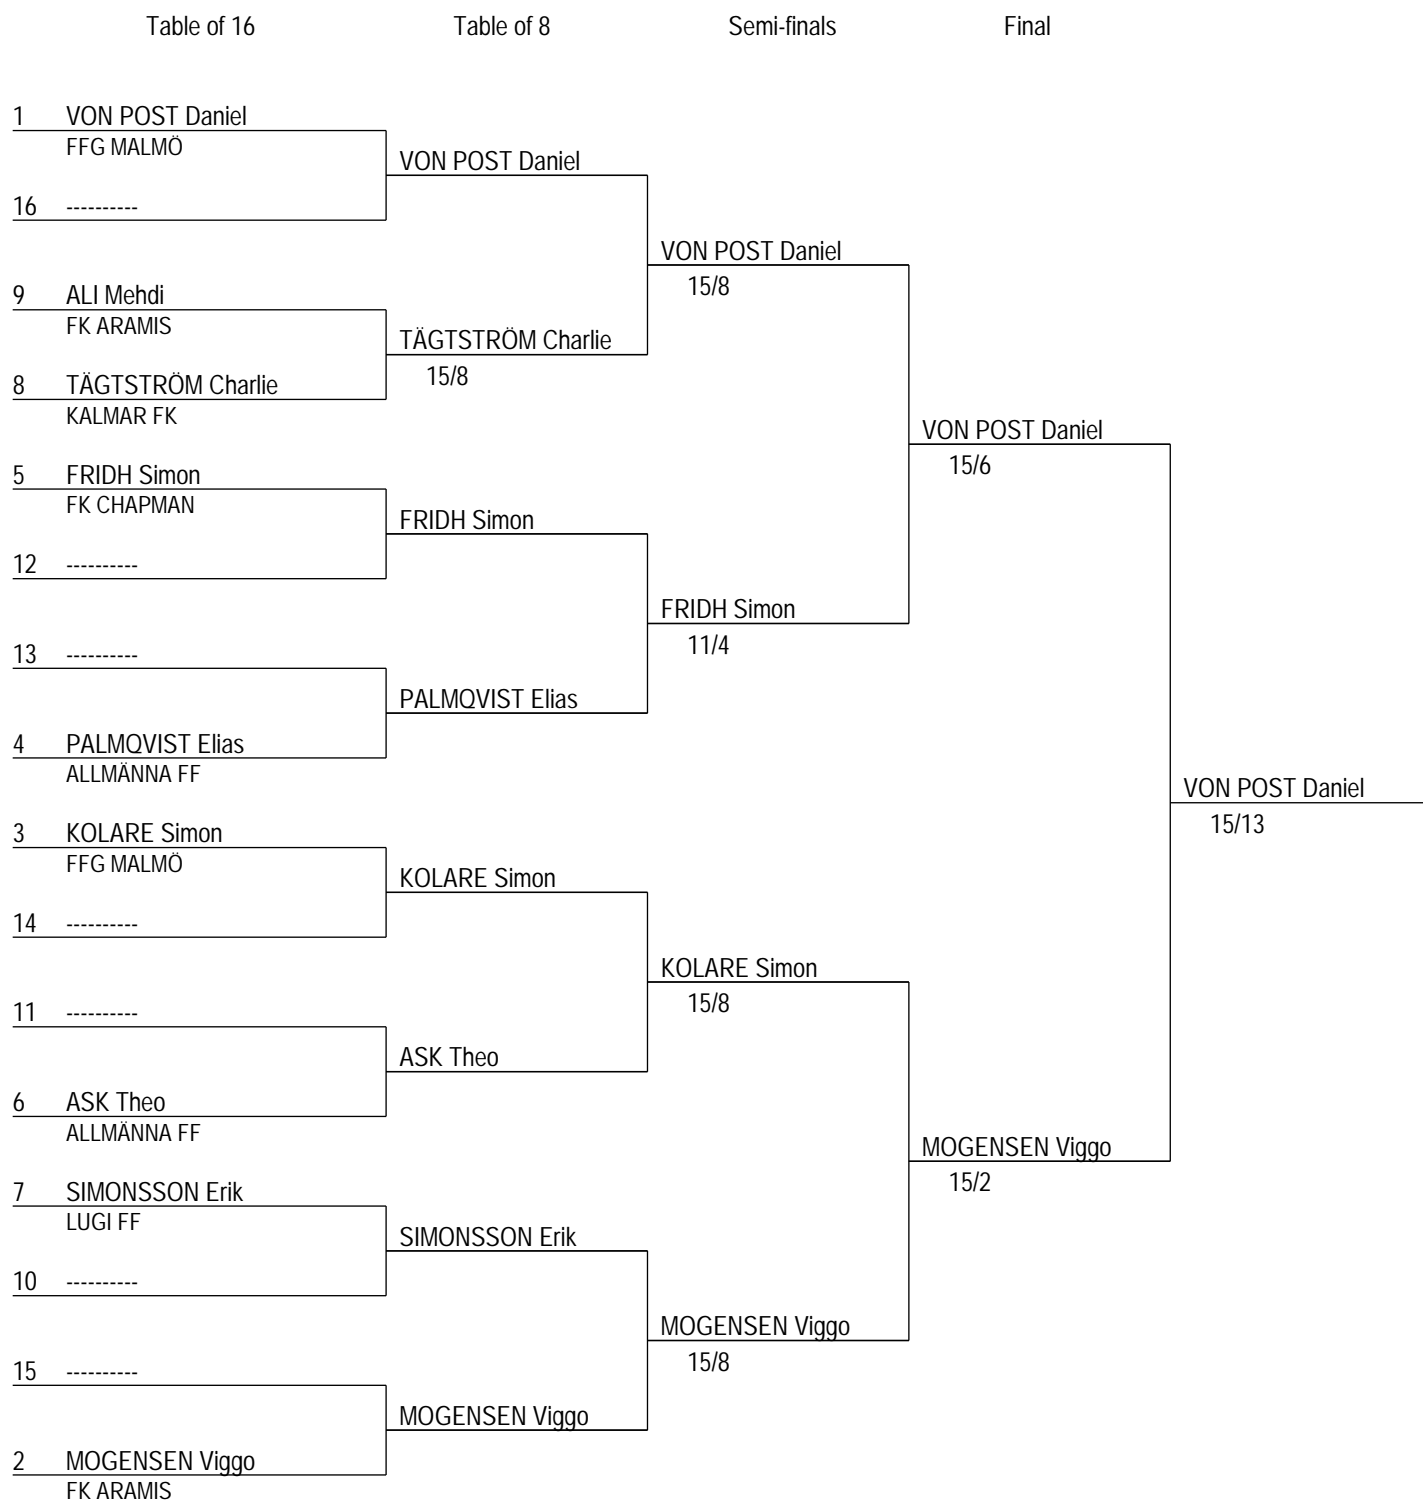 Table of 16 Table of 8 Semi-finals Final
1 VON POST Daniel
FFG MALMÖ
VON POST Daniel
16 ----------
VON POST Daniel
15/8
9 ALI Mehdi
FK ARAMIS
TÄGTSTRÖM Charlie
15/8
8 TÄGTSTRÖM Charlie
KALMAR FK
VON POST Daniel
15/6
5 FRIDH Simon
FK CHAPMAN
FRIDH Simon
12 ----------
FRIDH Simon
11/4
13 ----------
PALMQVIST Elias
4 PALMQVIST Elias
ALLMÄNNA FF
VON POST Daniel
15/13
3 KOLARE Simon
FFG MALMÖ
KOLARE Simon
14 ----------
KOLARE Simon
15/8
11 ----------
ASK Theo
6 ASK Theo
ALLMÄNNA FF
MOGENSEN Viggo
15/2
7 SIMONSSON Erik
LUGI FF
SIMONSSON Erik
10 ----------
MOGENSEN Viggo
15/8
15 ----------
MOGENSEN Viggo
2 MOGENSEN Viggo
FK ARAMIS